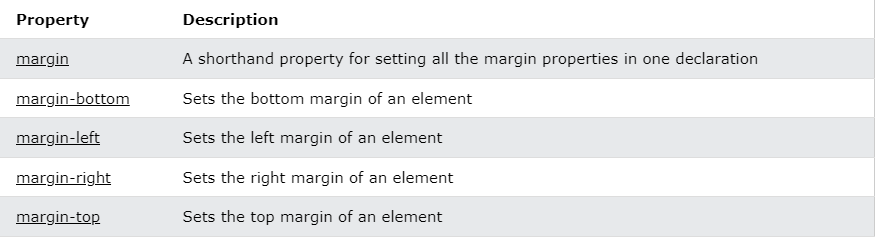 Property Description
margin A shorthand property for setting all the margin properties in one declaration
margin-bottom Sets the bottom margin of an element
margin-left Sets the left margin of an element
margin-right Sets the right margin of an element
margin-top Sets the top margin of an element